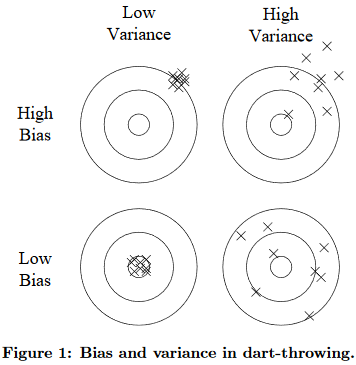 Low
Variance
High
Variance
High
Bias
Low
Bias
Figure 1: Bias and variance in dart-throwing.